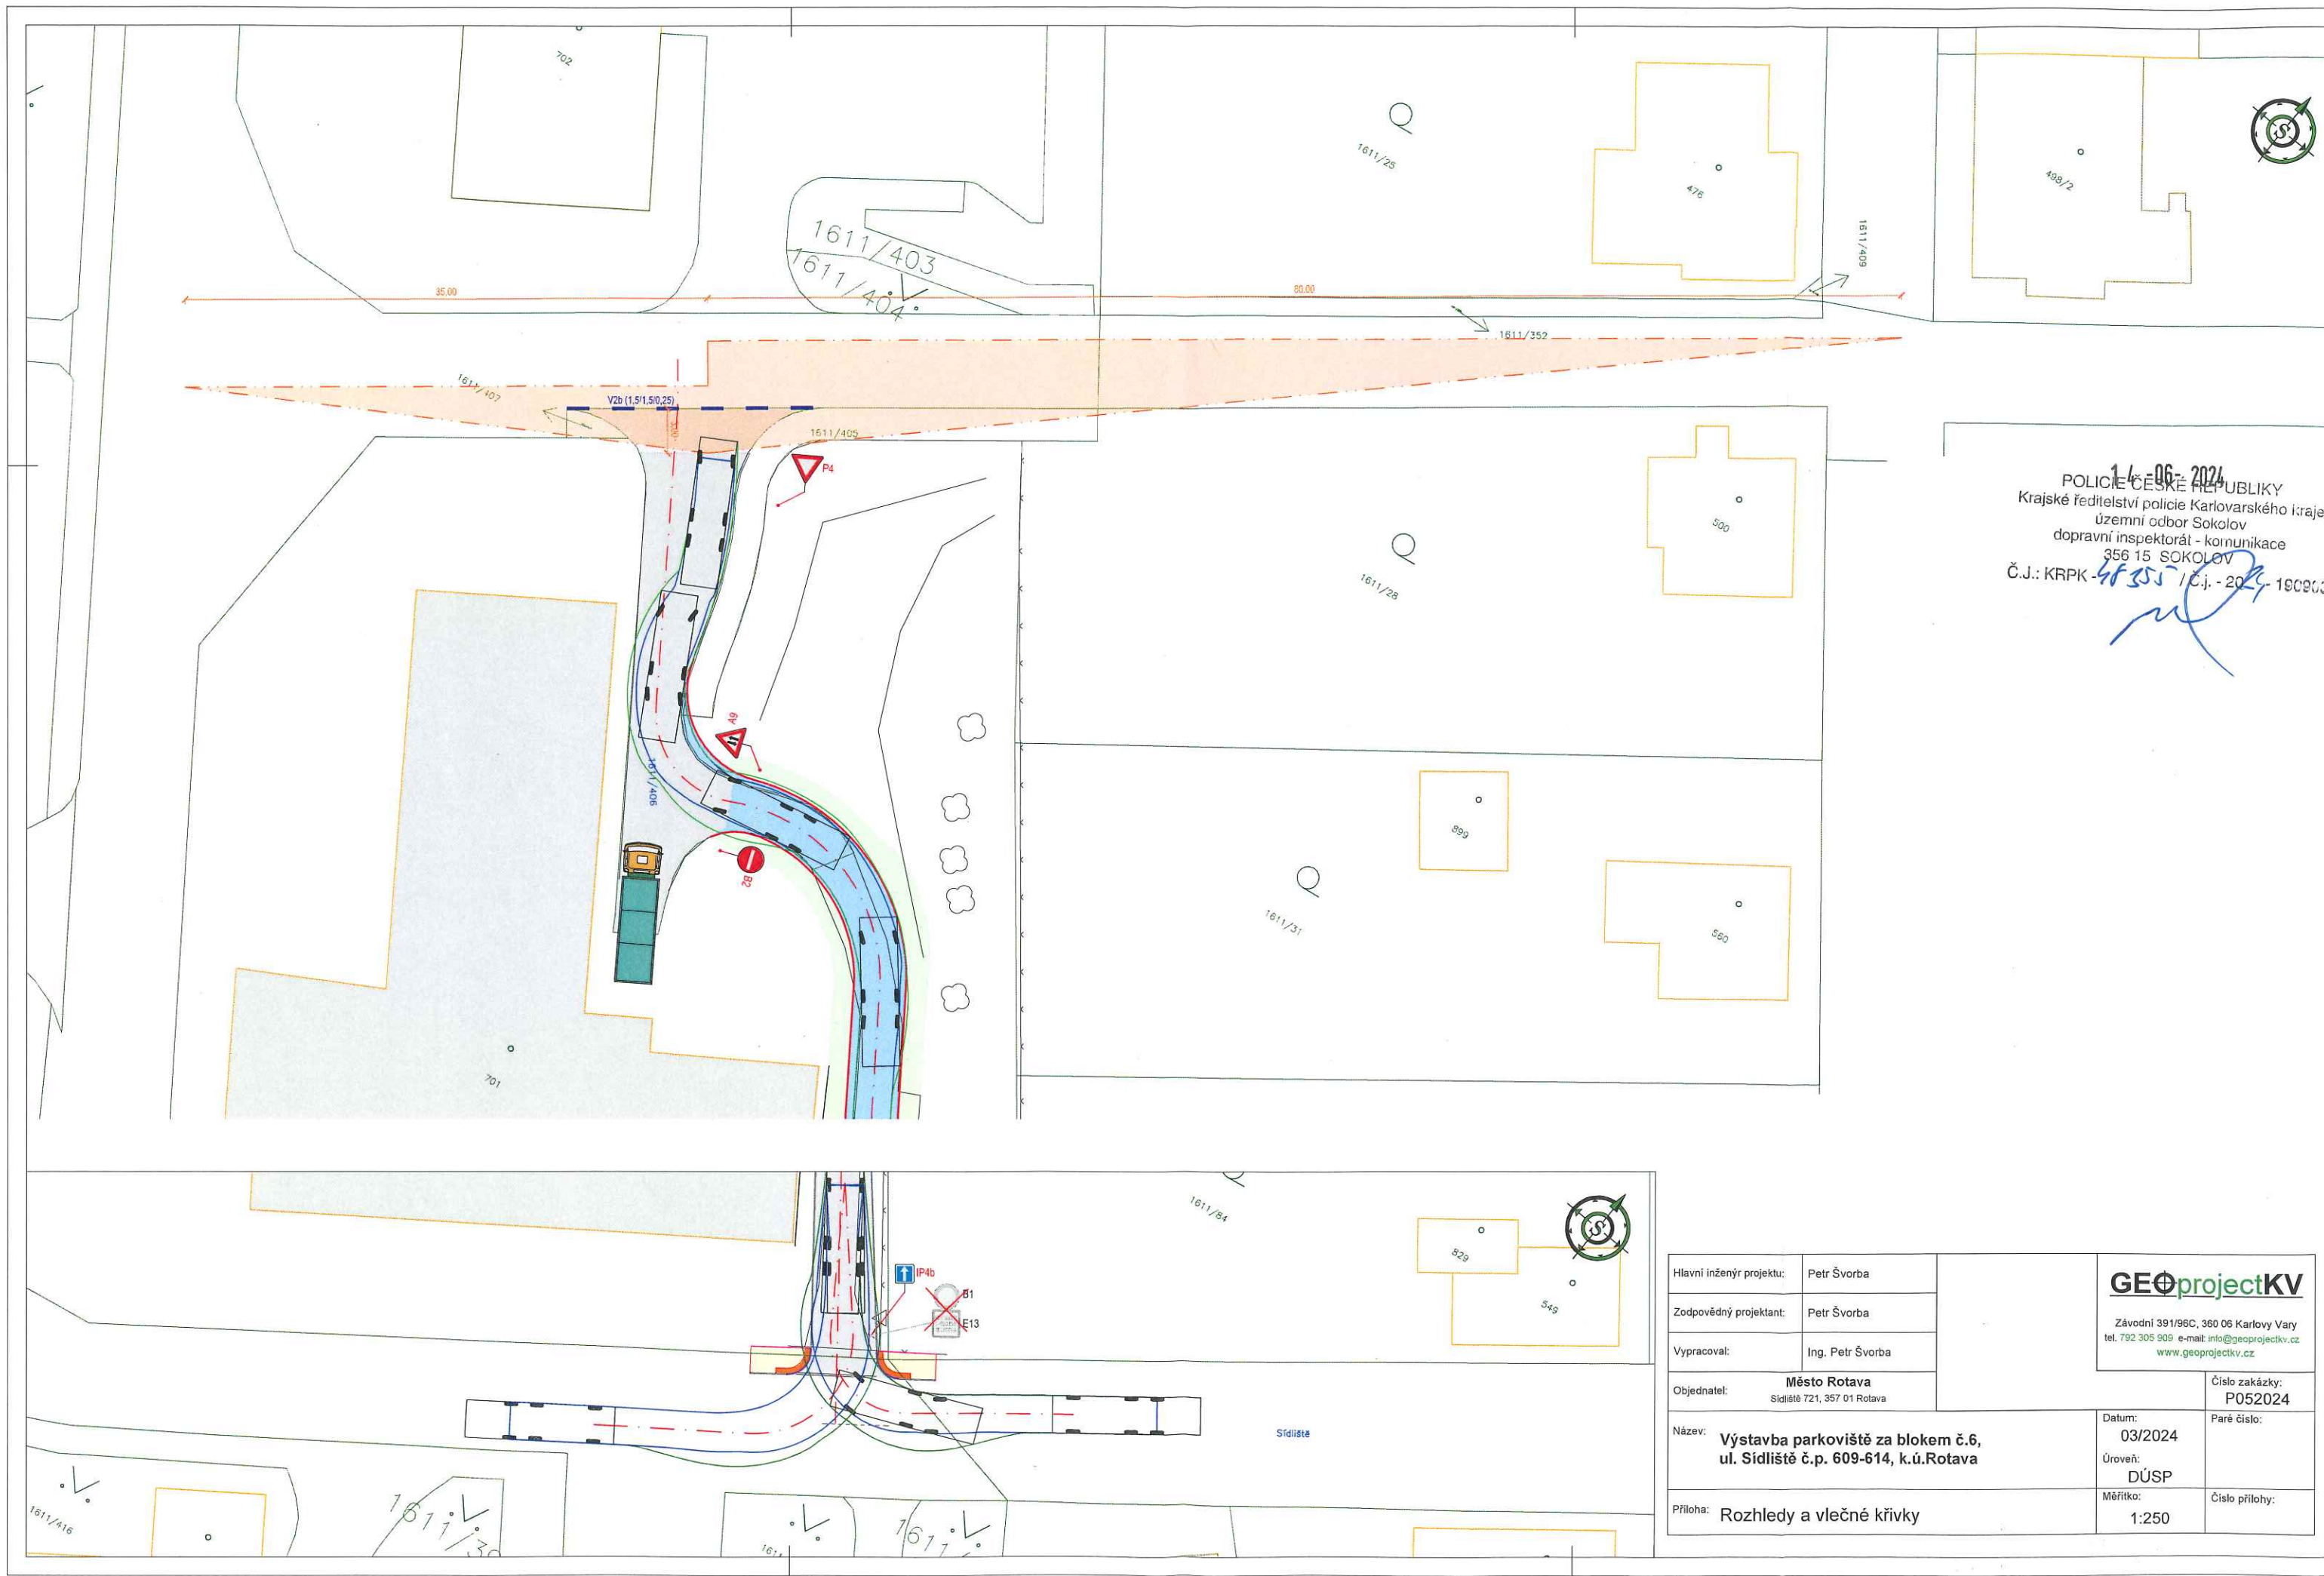 702
1611/25
476
498/2
S
1611/403
1611/404
1611/409
35.00
80.00
1611/352
1611/407
V2b (1,5/1,5/0,25)
1611/405
P4
14 -06- 2024
POLICIE ČESKÉ REPUBLIKY
Krajské ředitelství policie Karlovarského kraje
územní odbor Sokolov
dopravní inspektorát - komunikace
356 15 SOKOLOV
Č.J.: KRPK - 48355 / Č.j. - 2024 -
500
1611/28
A9
1611/406
B2
899
560
1611/31
701
1611/84
S
829
549
IP4b
B1
E13
Sídliště
1611/416
Hlavní inženýr projektu: Petr Švorba
Zodpovědný projektant: Petr Švorba
Vypracoval: Ing. Petr Švorba
Objednatel: Město Rotava
Sídliště 721, 357 01 Rotava
GEOprojectKV
Závodní 391/96C, 360 06 Karlovy Vary
tel. 792 305 909 e-mail: info@geoprojectkv.cz
www.geoprojectkv.cz
Číslo zakázky:
P052024
Název: Výstavba parkoviště za blokem č.6,
ul. Sídliště č.p. 609-614, k.ú.Rotava
Datum:
03/2024
Paré číslo:
Úroveň:
DÚSP
Příloha: Rozhledy a vlečné křivky
Měřítko:
1:250
Číslo přílohy: